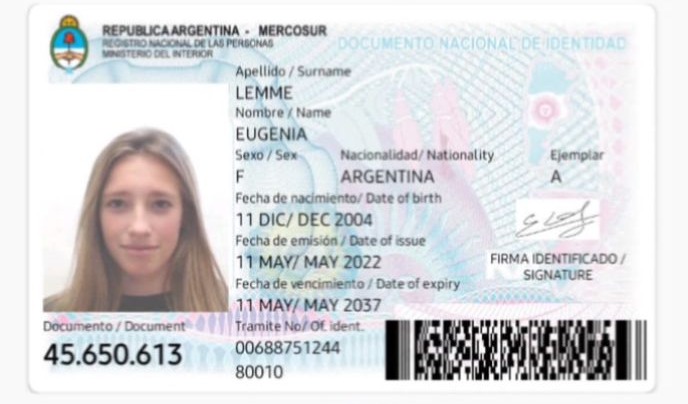 REPUBLICA ARGENTINA - MERCOSUR
REGISTRO NACIONAL DE LAS PERSONAS
MINISTERIO DEL INTERIOR
DOCUMENTO NACIONAL DE IDENTIDAD
Apellido / Surname
LEMME
Nombre / Name
EUGENIA
Sexo / Sex Nacionalidad/ Nationality Ejemplar
F ARGENTINA A
Fecha de nacimiento/ Date of birth
11 DIC/ DEC 2004
Fecha de emisión / Date of issue
11 MAY/ MAY 2022
FIRMA IDENTIFICADO /
SIGNATURE
Fecha de vencimiento / Date of expiry
11 MAY/ MAY 2037
Documento / Document
45.650.613
Tramite No/ Of. ident.
00688751244
80010